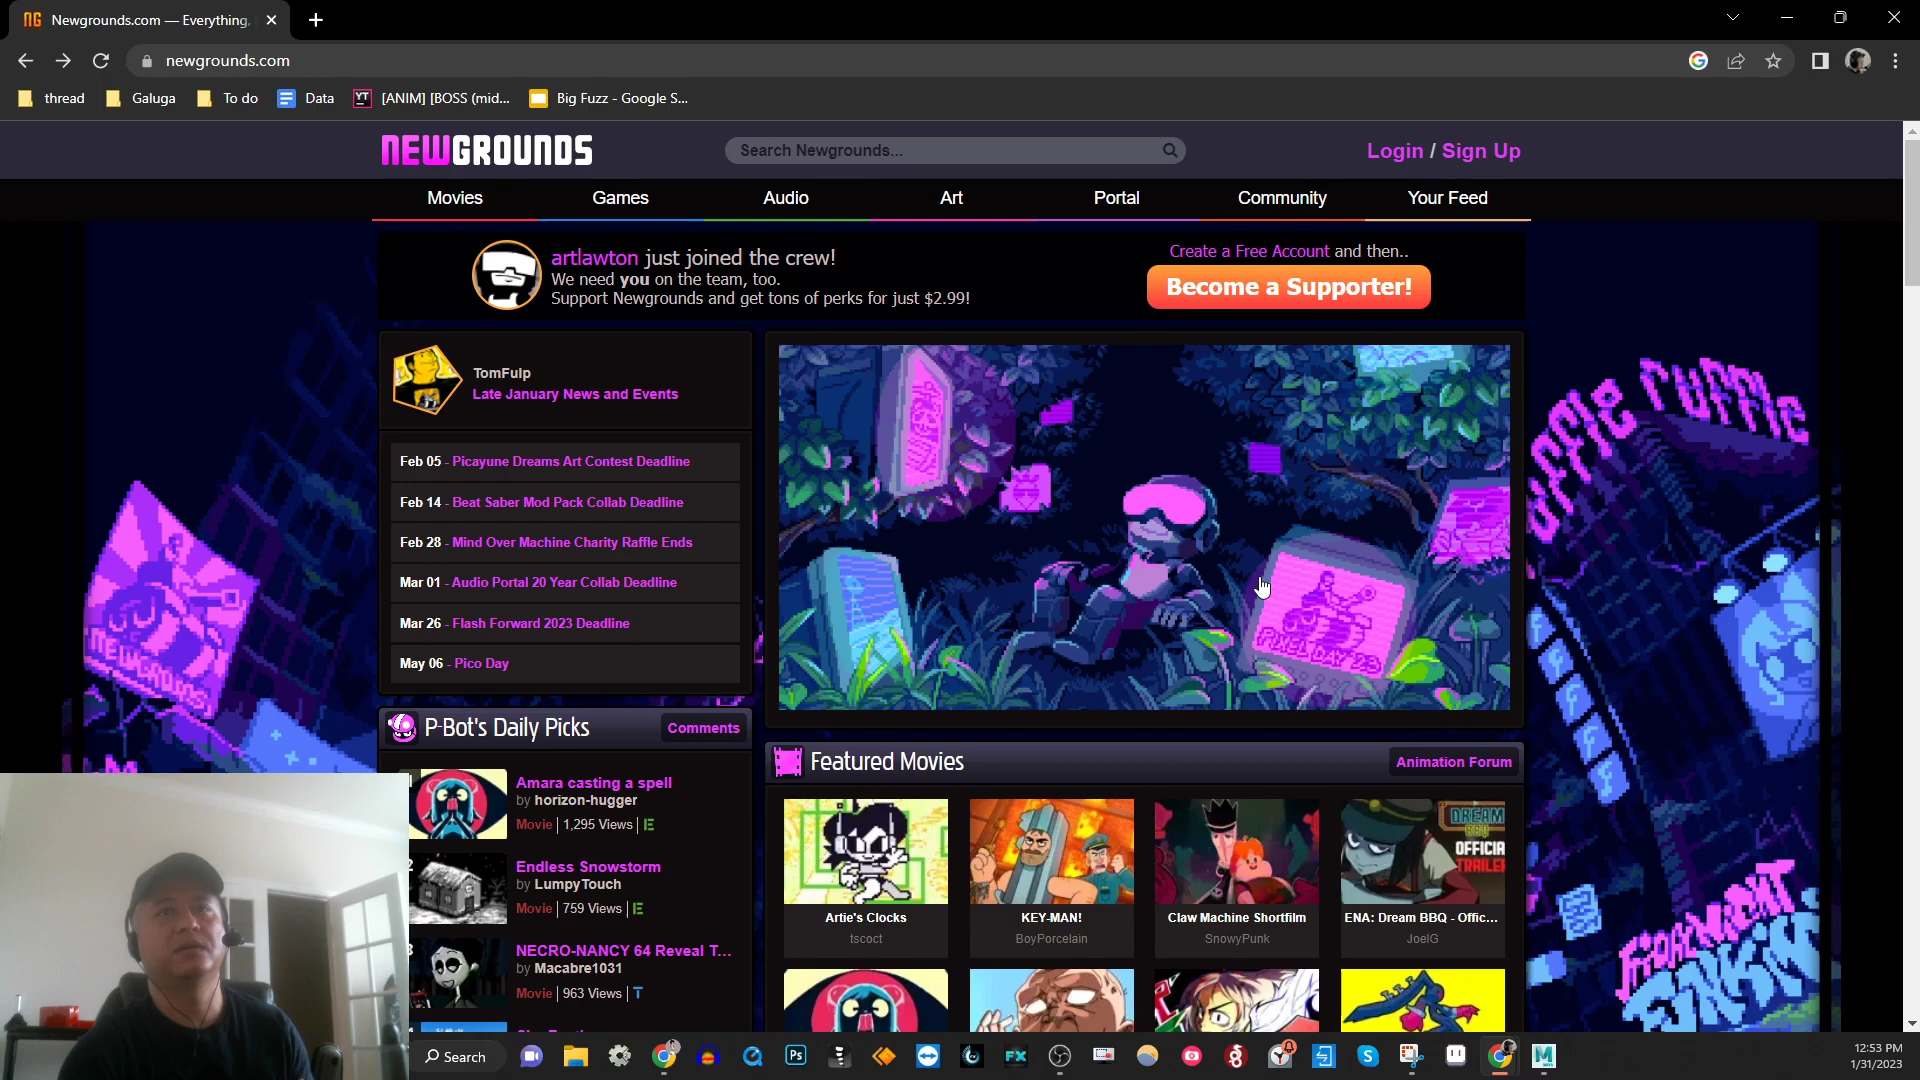 Newgrounds.com — Everything,
newgrounds.com
thread
Galuga
To do
Data
[ANIM] [BOSS (mid...
Big Fuzz - Google S...
NEWGROUNDS
Search Newgrounds...
Login / Sign Up
Movies
Games
Audio
Art
Portal
Community
Your Feed
artlawton just joined the crew!
We need you on the team, too.
Support Newgrounds and get tons of perks for just $2.99!
Create a Free Account and then..
Become a Supporter!
TomFulp
Late January News and Events
Feb 05 - Picayune Dreams Art Contest Deadline
Feb 14 - Beat Saber Mod Pack Collab Deadline
Feb 28 - Mind Over Machine Charity Raffle Ends
Mar 01 - Audio Portal 20 Year Collab Deadline
Mar 26 - Flash Forward 2023 Deadline
May 06 - Pico Day
P-Bot's Daily Picks
Comments
Amara casting a spell
by horizon-hugger
Movie | 1,295 Views | E
Endless Snowstorm
by LumpyTouch
Movie | 759 Views | E
NECRO-NANCY 64 Reveal T...
by Macabre1031
Movie | 963 Views | T
Featured Movies
Animation Forum
DREAM
BBQ
OFFICIA
TRAILER
Artie's Clocks
tscoct
KEY-MAN!
BoyPorcelain
Claw Machine Shortfilm
SnowyPunk
ENA: Dream BBQ - Offic...
JoelG
Search
Ps
FX
12:53 PM
1/31/2023